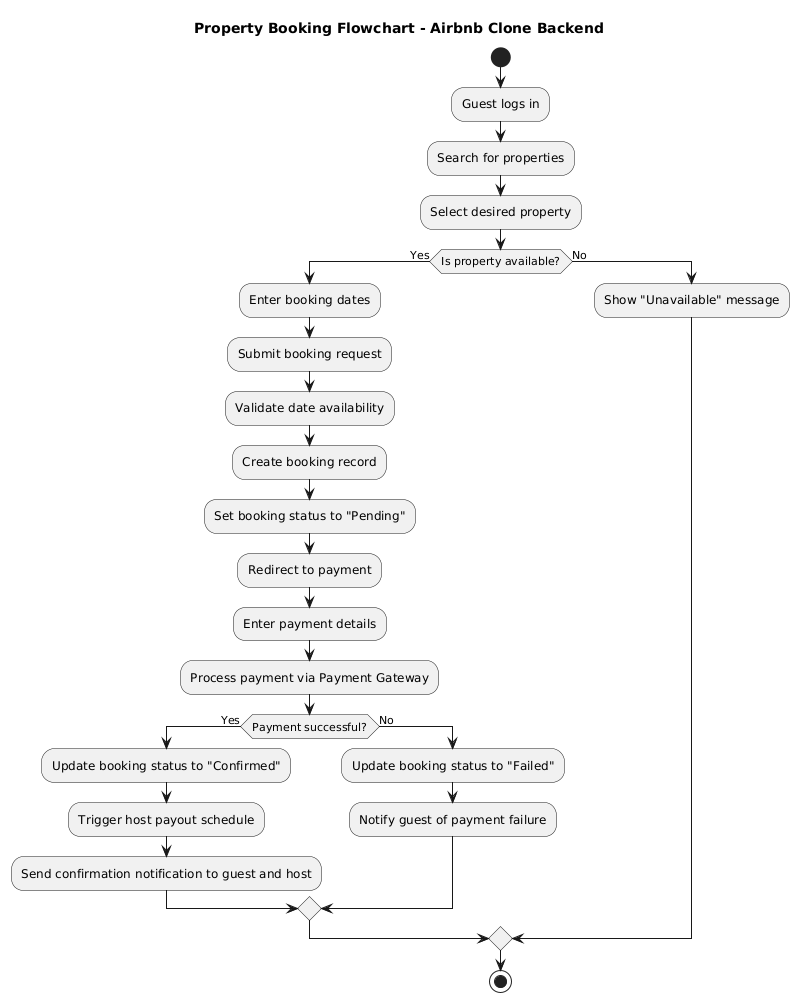 Property Booking Flowchart - Airbnb Clone Backend
Guest logs in
Search for properties
Select desired property
Is property available?
Yes
No
Enter booking dates
Show "Unavailable" message
Submit booking request
Validate date availability
Create booking record
Set booking status to "Pending"
Redirect to payment
Enter payment details
Process payment via Payment Gateway
Payment successful?
Yes
No
Update booking status to "Confirmed"
Update booking status to "Failed"
Trigger host payout schedule
Notify guest of payment failure
Send confirmation notification to guest and host